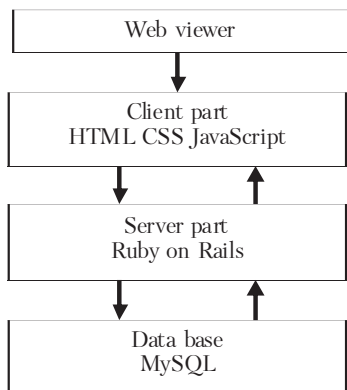 Web viewer
Client part
HTML CSS JavaScript
Server part
Ruby on Rails
Data base
MySQL